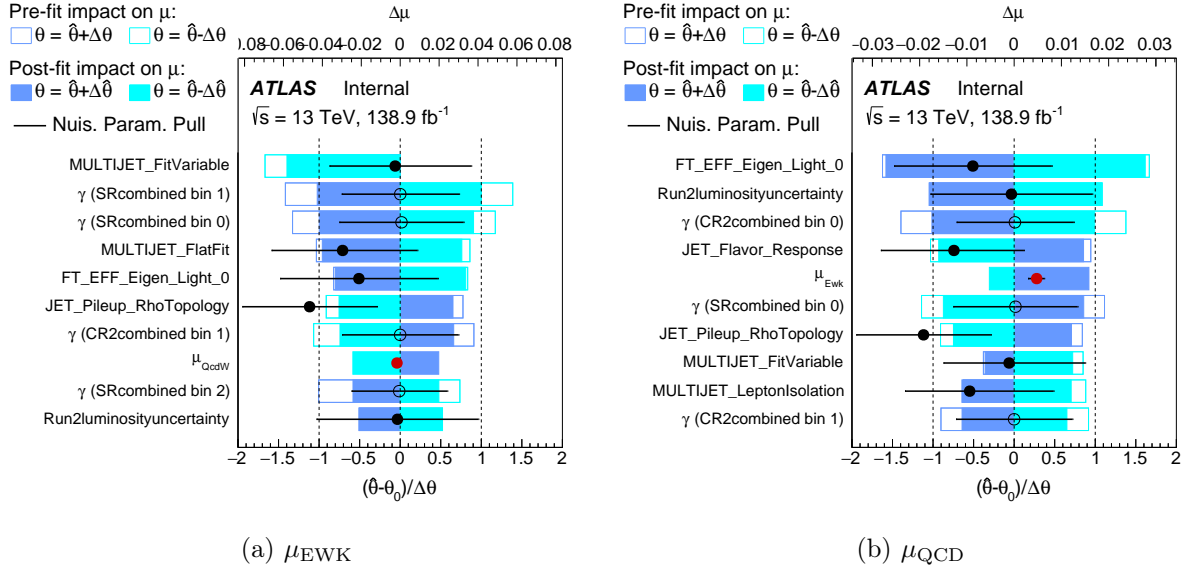 Pre-fit impact on μ:
θ = θ̂+Δθ θ = θ̂-Δθ
Post-fit impact on μ:
θ = θ̂+Δθ̂ θ = θ̂-Δθ̂
Nuis. Param. Pull
Δμ
0.08 −0.06 −0.04 −0.02 0 0.02 0.04 0.06 0.08
ATLAS Internal
√s = 13 TeV, 138.9 fb⁻¹
MULTIJET_FitVariable
γ (SRcombined bin 1)
γ (SRcombined bin 0)
MULTIJET_FlatFit
FT_EFF_Eigen_Light_0
JET_Pileup_RhoTopology
γ (CR2combined bin 1)
μ_QcdW
γ (SRcombined bin 2)
Run2luminosityuncertainty
−2 −1.5 −1 −0.5 0 0.5 1 1.5 2
(θ̂-θ₀)/Δθ
(a) μ_EWK
Pre-fit impact on μ:
θ = θ̂+Δθ θ = θ̂-Δθ
Post-fit impact on μ:
θ = θ̂+Δθ̂ θ = θ̂-Δθ̂
Nuis. Param. Pull
Δμ
−0.03 −0.02 −0.01 0 0.01 0.02 0.03
ATLAS Internal
√s = 13 TeV, 138.9 fb⁻¹
FT_EFF_Eigen_Light_0
Run2luminosityuncertainty
γ (CR2combined bin 0)
JET_Flavor_Response
μ_Ewk
γ (SRcombined bin 0)
JET_Pileup_RhoTopology
MULTIJET_FitVariable
MULTIJET_LeptonIsolation
γ (CR2combined bin 1)
−2 −1.5 −1 −0.5 0 0.5 1 1.5 2
(θ̂-θ₀)/Δθ
(b) μ_QCD